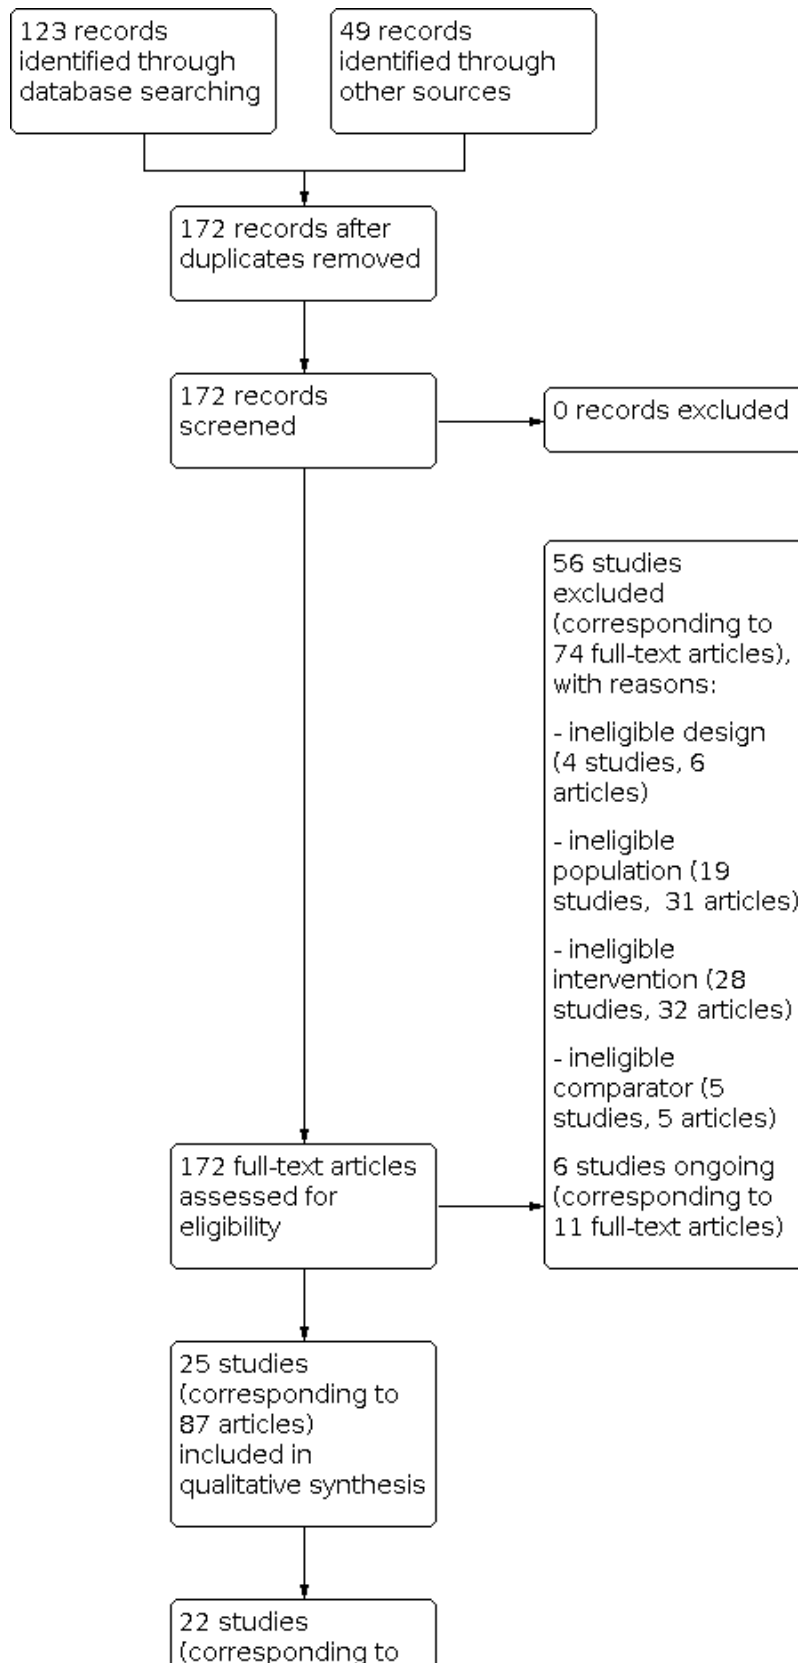 123 records
identified through
database searching
49 records
identified through
other sources
172 records after
duplicates removed
172 records
screened
0 records excluded
56 studies
excluded
(corresponding to
74 full-text articles),
with reasons:
- ineligible design
(4 studies, 6
articles)
- ineligible
population (19
studies,  31 articles)
- ineligible
intervention (28
studies, 32 articles)
- ineligible
comparator (5
studies, 5 articles)
6 studies ongoing
(corresponding to
11 full-text articles)
172 full-text articles
assessed for
eligibility
25 studies
(corresponding to
87 articles)
included in
qualitative synthesis
22 studies
(corresponding to